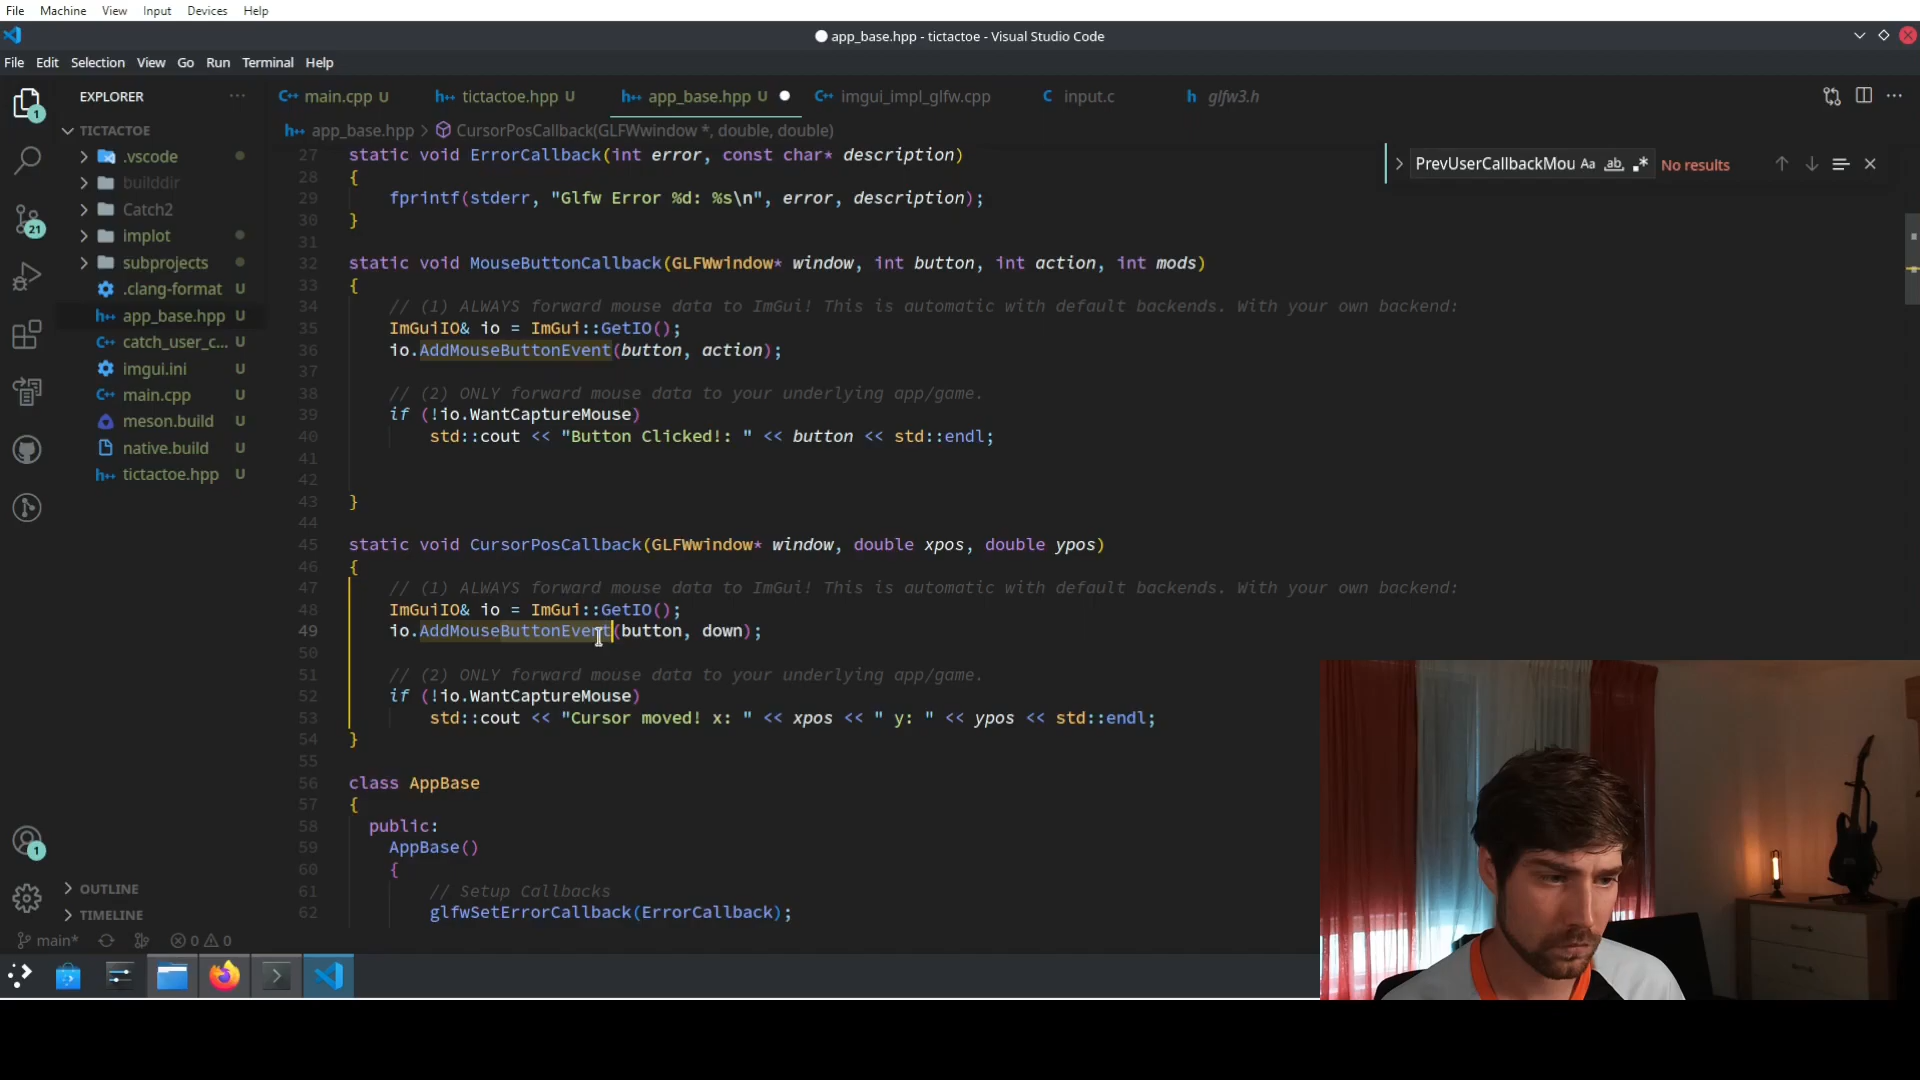 File Machine View Input Devices Help
app_base.hpp - tictactoe - Visual Studio Code
File Edit Selection View Go Run Terminal Help
EXPLORER
main.cpp U
tictactoe.hpp U
app_base.hpp U
imgui_impl_glfw.cpp
C input.c
h glfw3.h
TICTACTOE
app_base.hpp > CursorPosCallback(GLFWwindow *, double, double)
PrevUserCallbackMou
Aa
ab
No results
.vscode
builddir
Catch2
implot
subprojects
.clang-format U
app_base.hpp U
catch_user_c... U
imgui.ini U
main.cpp U
meson.build U
native.build U
tictactoe.hpp U
OUTLINE
TIMELINE
1
21
1
27 static void ErrorCallback(int error, const char* description)
28 {
29 fprintf(stderr, "Glfw Error %d: %s\n", error, description);
30 }
31
32 static void MouseButtonCallback(GLFWwindow* window, int button, int action, int mods)
33 {
34 // (1) ALWAYS forward mouse data to ImGui! This is automatic with default backends. With your own backend:
35 ImGuiIO& io = ImGui::GetIO();
36 io.AddMouseButtonEvent(button, action);
37
38 // (2) ONLY forward mouse data to your underlying app/game.
39 if (!io.WantCaptureMouse)
40 std::cout << "Button Clicked!: " << button << std::endl;
41
42
43 }
44
45 static void CursorPosCallback(GLFWwindow* window, double xpos, double ypos)
46 {
47 // (1) ALWAYS forward mouse data to ImGui! This is automatic with default backends. With your own backend:
48 ImGuiIO& io = ImGui::GetIO();
49 io.AddMouseButtonEvent(button, down);
50
51 // (2) ONLY forward mouse data to your underlying app/game.
52 if (!io.WantCaptureMouse)
53 std::cout << "Cursor moved! x: " << xpos << " y: " << ypos << std::endl;
54 }
55
56 class AppBase
57 {
58 public:
59 AppBase()
60 {
61 // Setup Callbacks
62 glfwSetErrorCallback(ErrorCallback);
main* 0 0